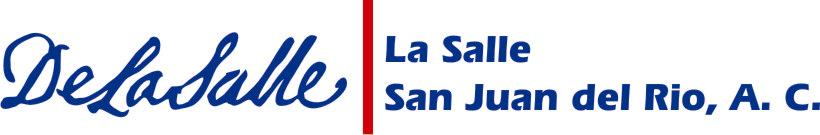 De La Salle
La Salle
San Juan del Rio, A. C.